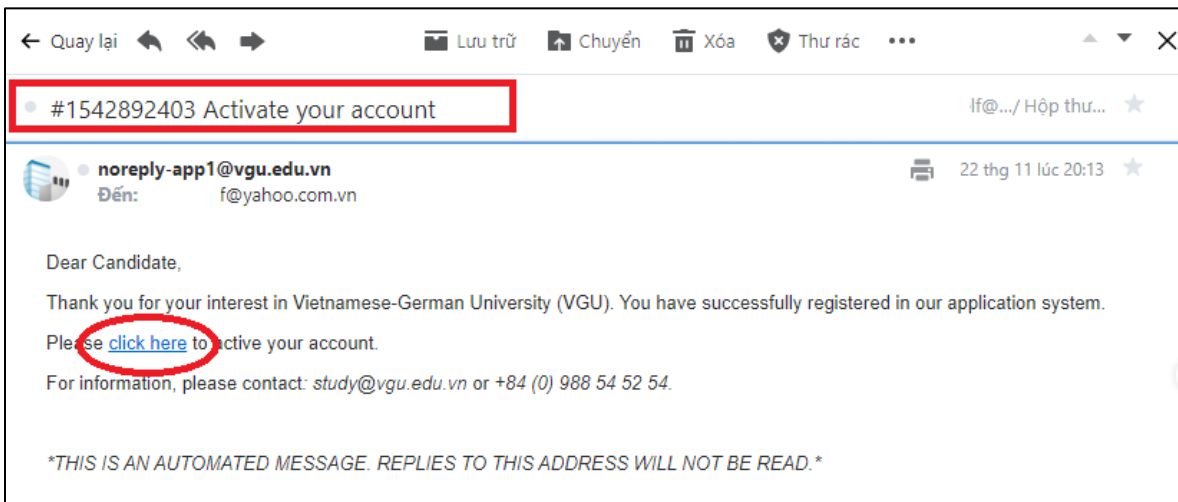 Quay lại Lưu trữ Chuyển Xóa Thư rác
#1542892403 Activate your account lf@.../ Hộp thư...
noreply-app1@vgu.edu.vn 22 thg 11 lúc 20:13
Đến: f@yahoo.com.vn
Dear Candidate,
Thank you for your interest in Vietnamese-German University (VGU). You have successfully registered in our application system.
Please click here to active your account.
For information, please contact: study@vgu.edu.vn or +84 (0) 988 54 52 54.
*THIS IS AN AUTOMATED MESSAGE. REPLIES TO THIS ADDRESS WILL NOT BE READ.*